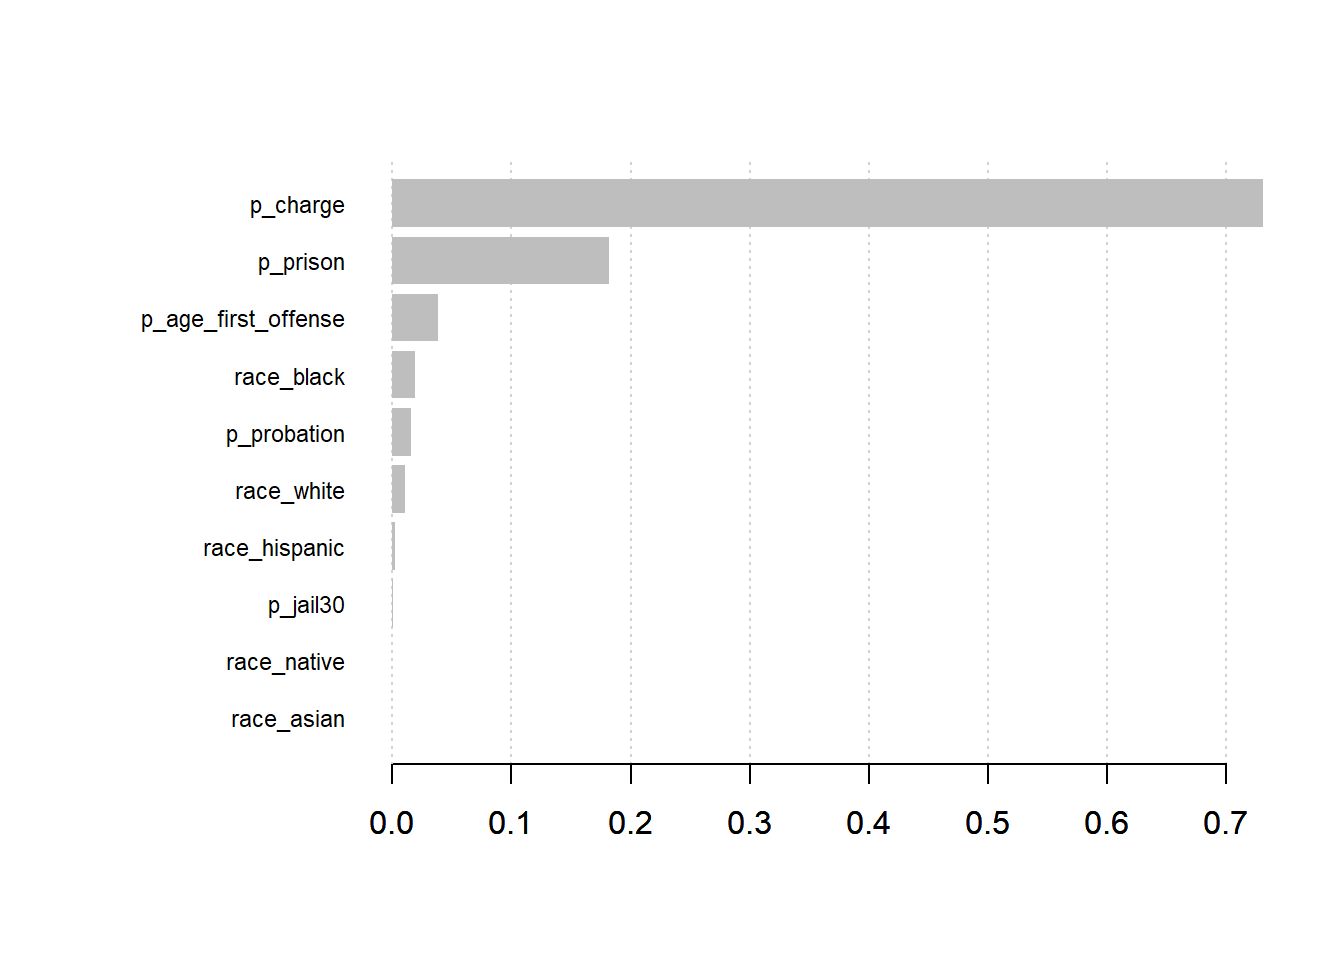 p_charge
p_prison
p_age_first_offense
race_black
p_probation
race_white
race_hispanic
p_jail30
race_native
race_asian
0.0 0.1 0.2 0.3 0.4 0.5 0.6 0.7